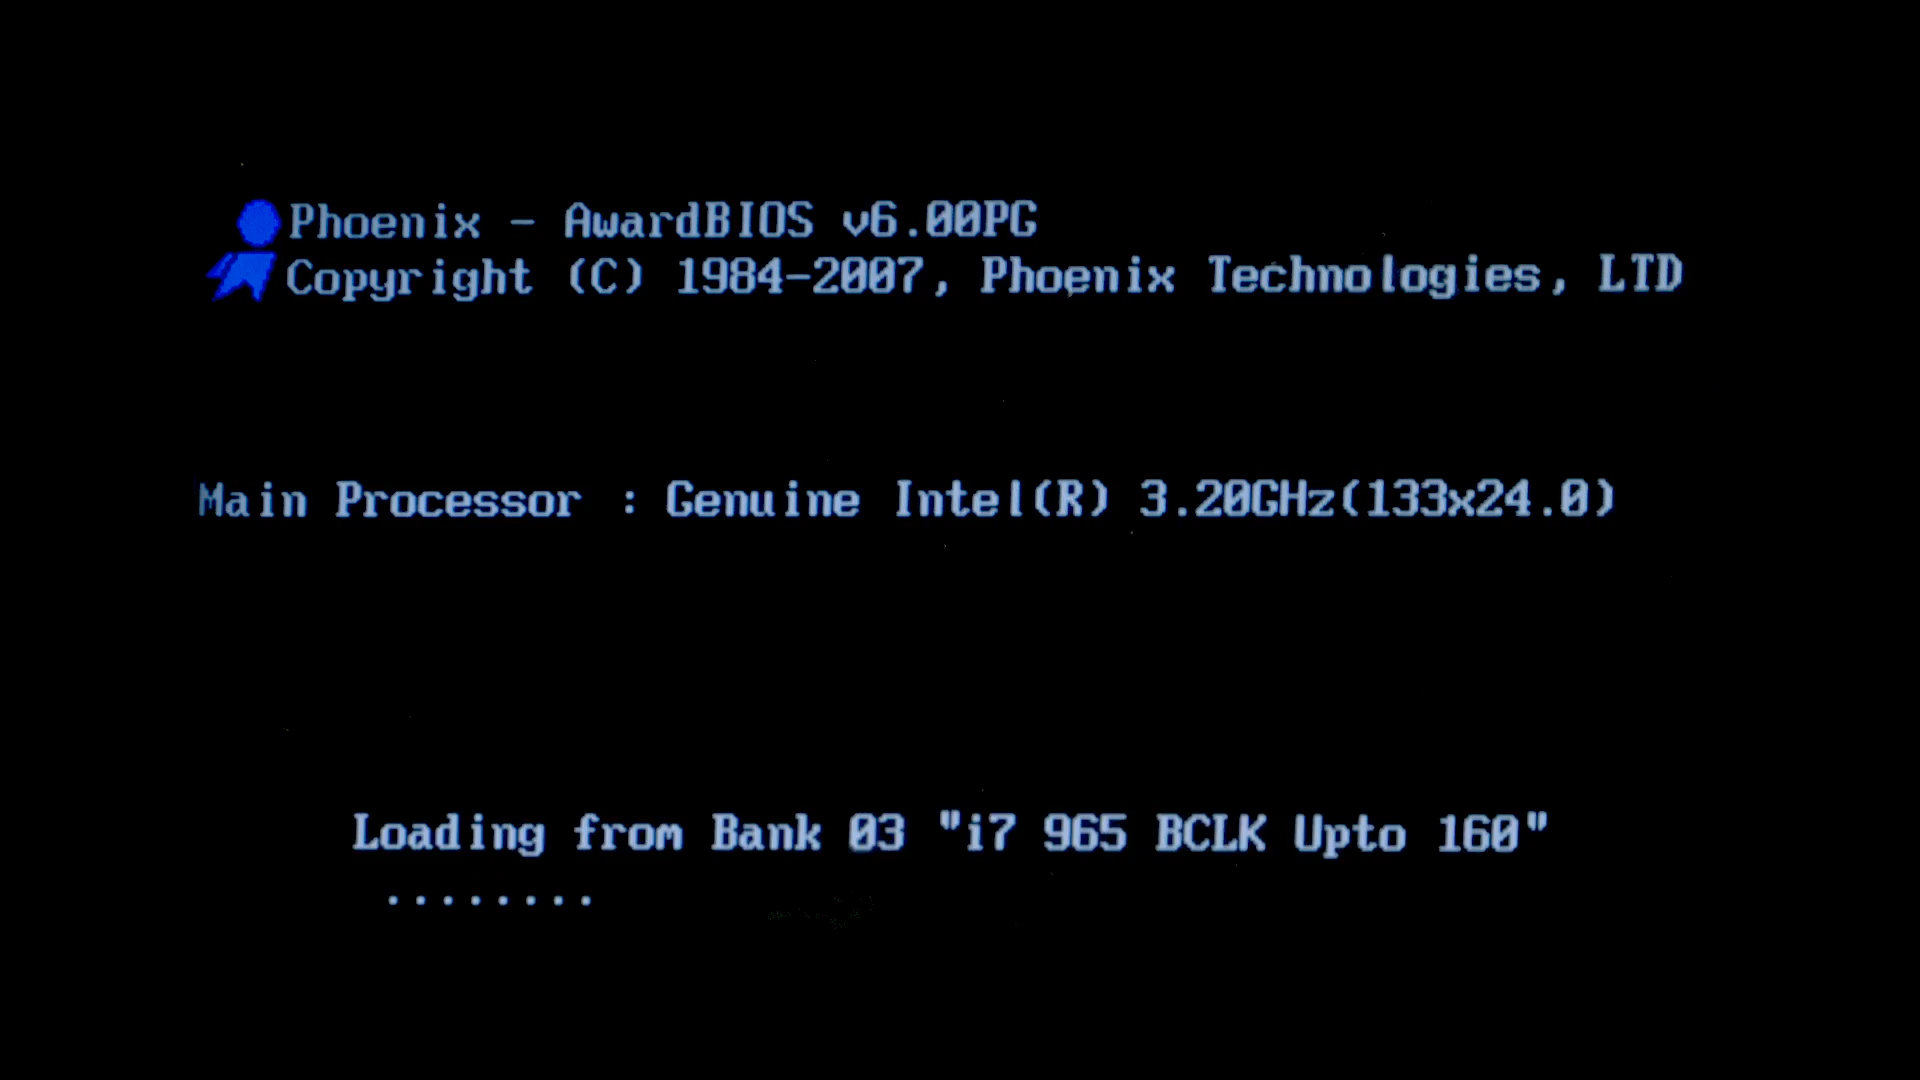 Phoenix - AwardBIOS v6.00PG
Copyright (C) 1984-2007, Phoenix Technologies, LTD
Main Processor : Genuine Intel(R) 3.20GHz(133x24.0)
Loading from Bank 03 "i7 965 BCLK Upto 160"
........